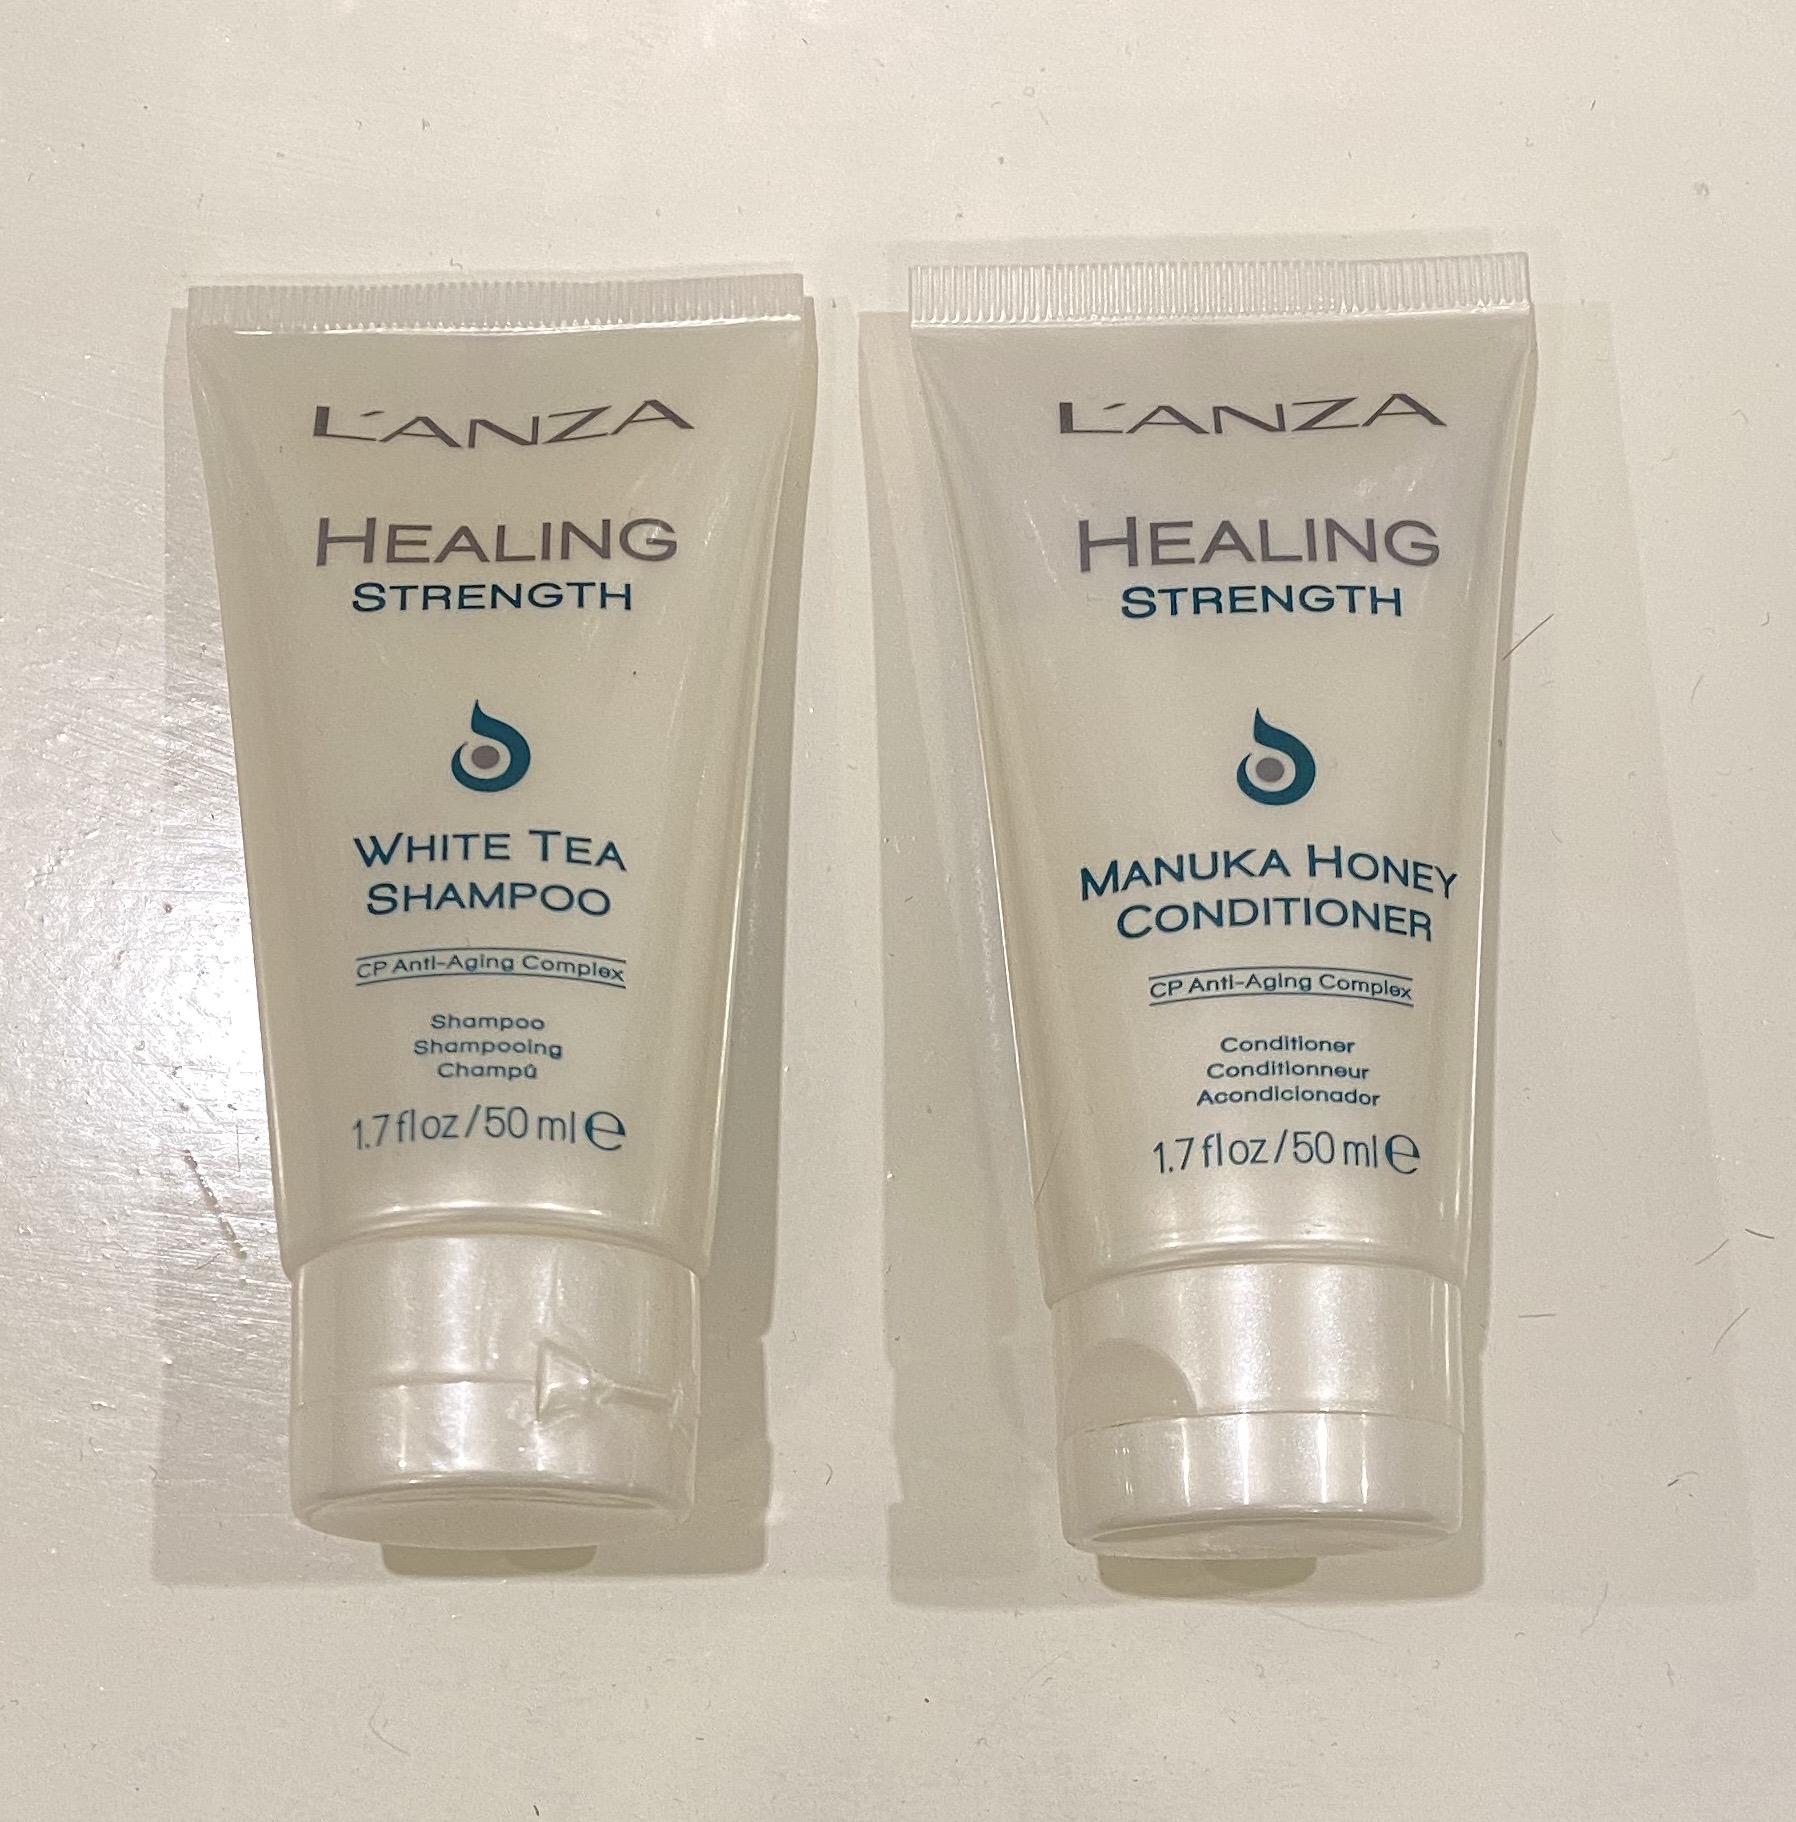 L'ANZA
HEALING
STRENGTH
WHITE TEA
SHAMPOO
CP Anti-Aging Complex
Shampoo
Shampooing
Champú
1.7 fl oz/50 ml ℮
L'ANZA
HEALING
STRENGTH
MANUKA HONEY
CONDITIONER
CP Anti-Aging Complex
Conditioner
Conditionneur
Acondicionador
1.7 fl oz/50 ml ℮